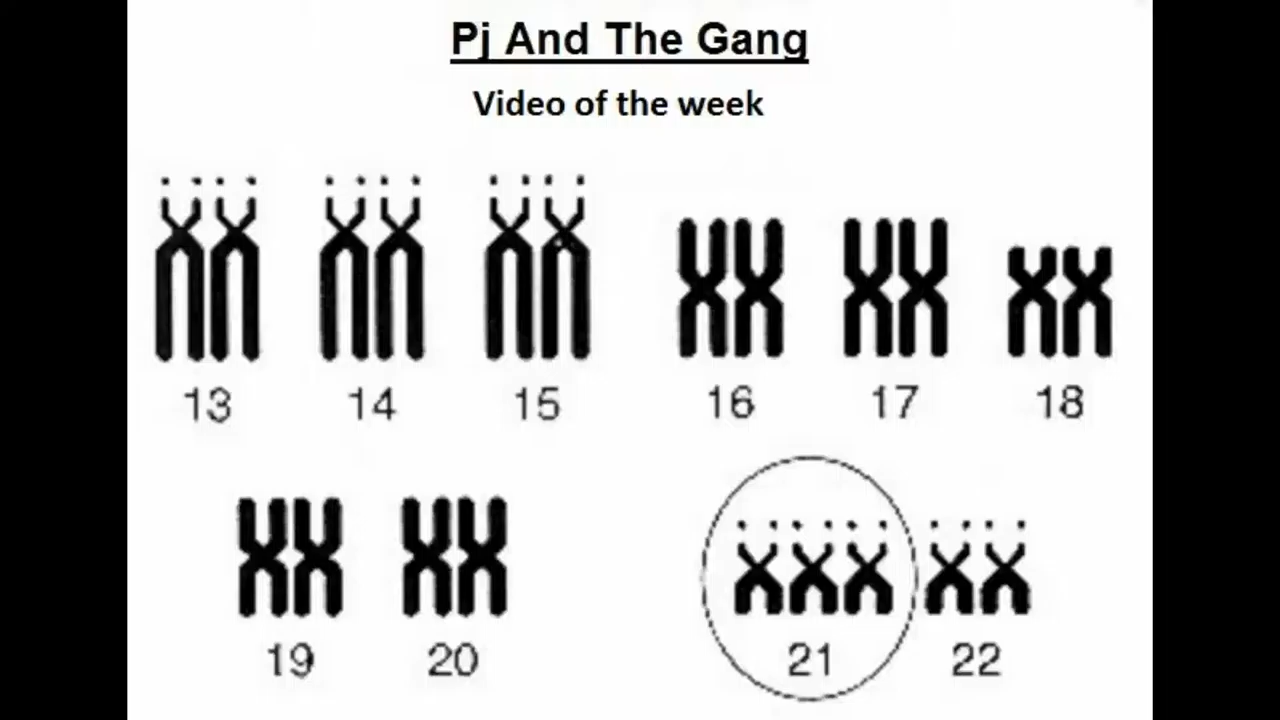 Pj And The Gang
Video of the week
13 14 15 16 17 18
19 20 21 22